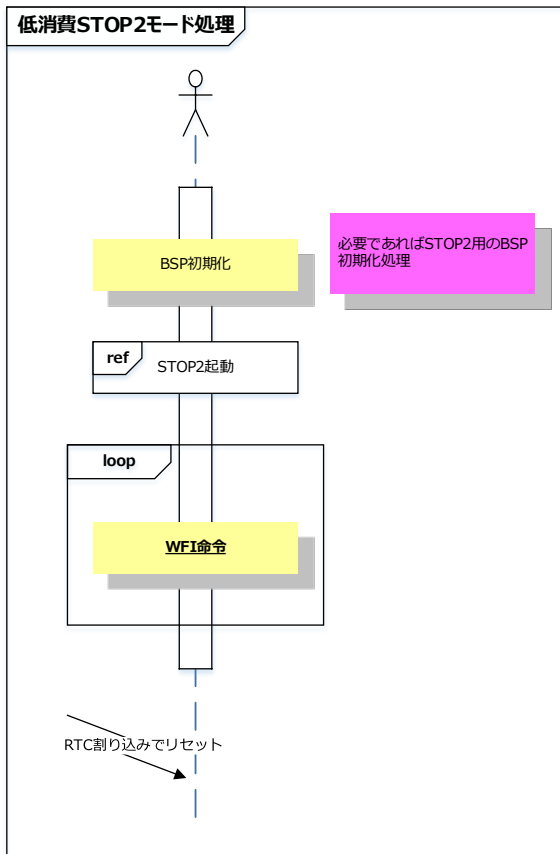 低消費STOP2モード処理
BSP初期化
必要であればSTOP2用のBSP
初期化処理
ref
STOP2起動
loop
WFI命令
RTC割り込みでリセット